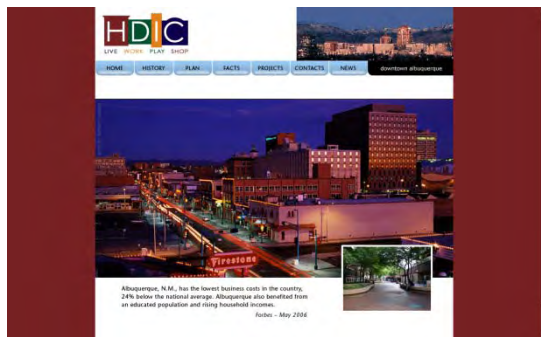 HDIC
LIVE WORK PLAY SHOP
HOME HISTORY PLAN FACTS PROJECTS CONTACTS NEWS downtown albuquerque
Firestone
Albuquerque, N.M., has the lowest business costs in the country,
24% below the national average. Albuquerque also benefited from
an educated population and rising household incomes.
Forbes – May 2006